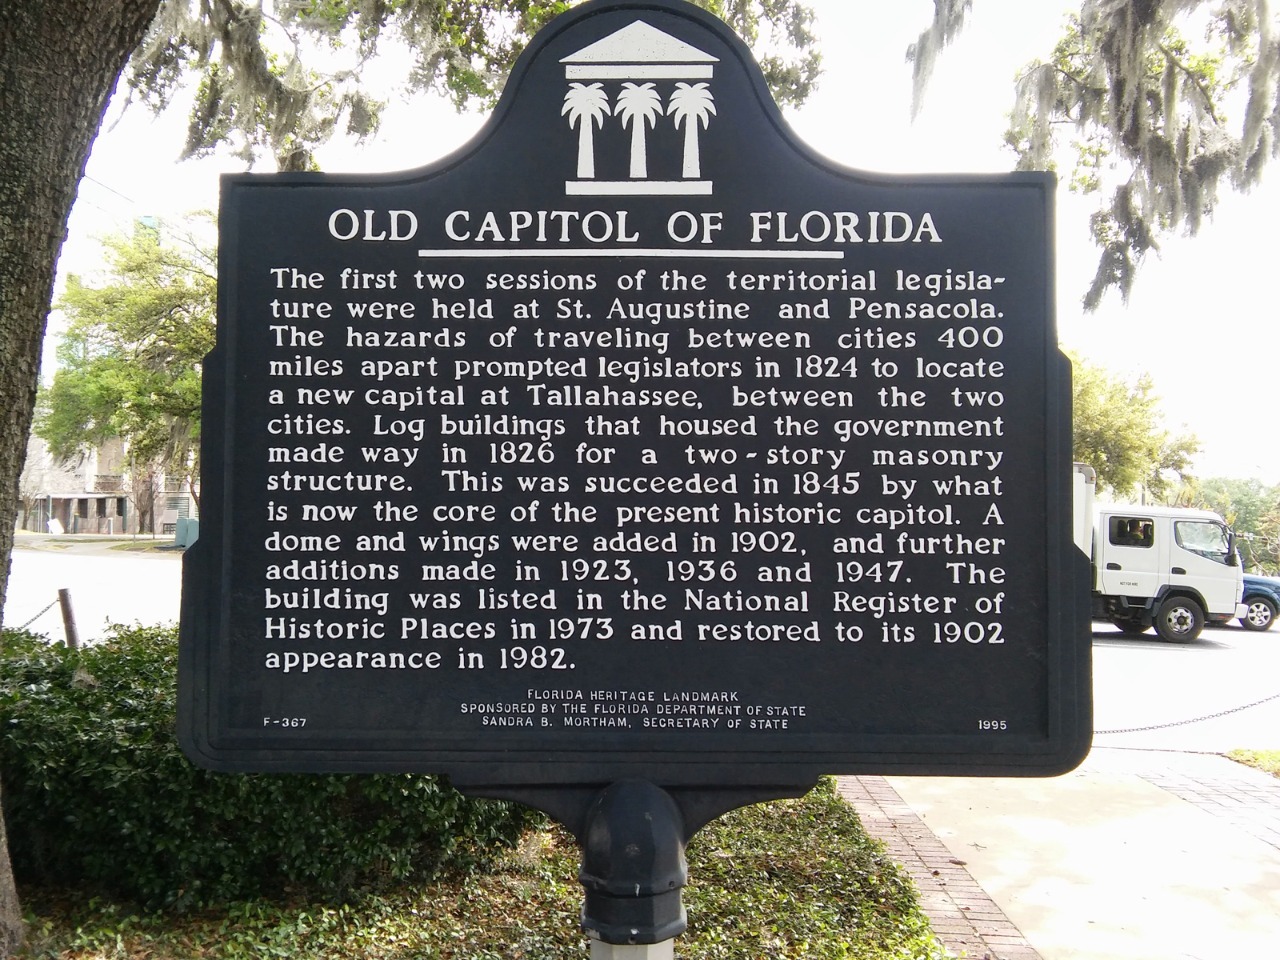 OLD CAPITOL OF FLORIDA
The first two sessions of the territorial legisla-
ture were held at St. Augustine and Pensacola.
The hazards of traveling between cities 400
miles apart prompted legislators in 1824 to locate
a new capital at Tallahassee, between the two
cities. Log buildings that housed the government
made way in 1826 for a two-story masonry
structure. This was succeeded in 1845 by what
is now the core of the present historic capitol. A
dome and wings were added in 1902, and further
additions made in 1923, 1936 and 1947. The
building was listed in the National Register of
Historic Places in 1973 and restored to its 1902
appearance in 1982.
FLORIDA HERITAGE LANDMARK
SPONSORED BY THE FLORIDA DEPARTMENT OF STATE
SANDRA B. MORTHAM, SECRETARY OF STATE
F-367 1995